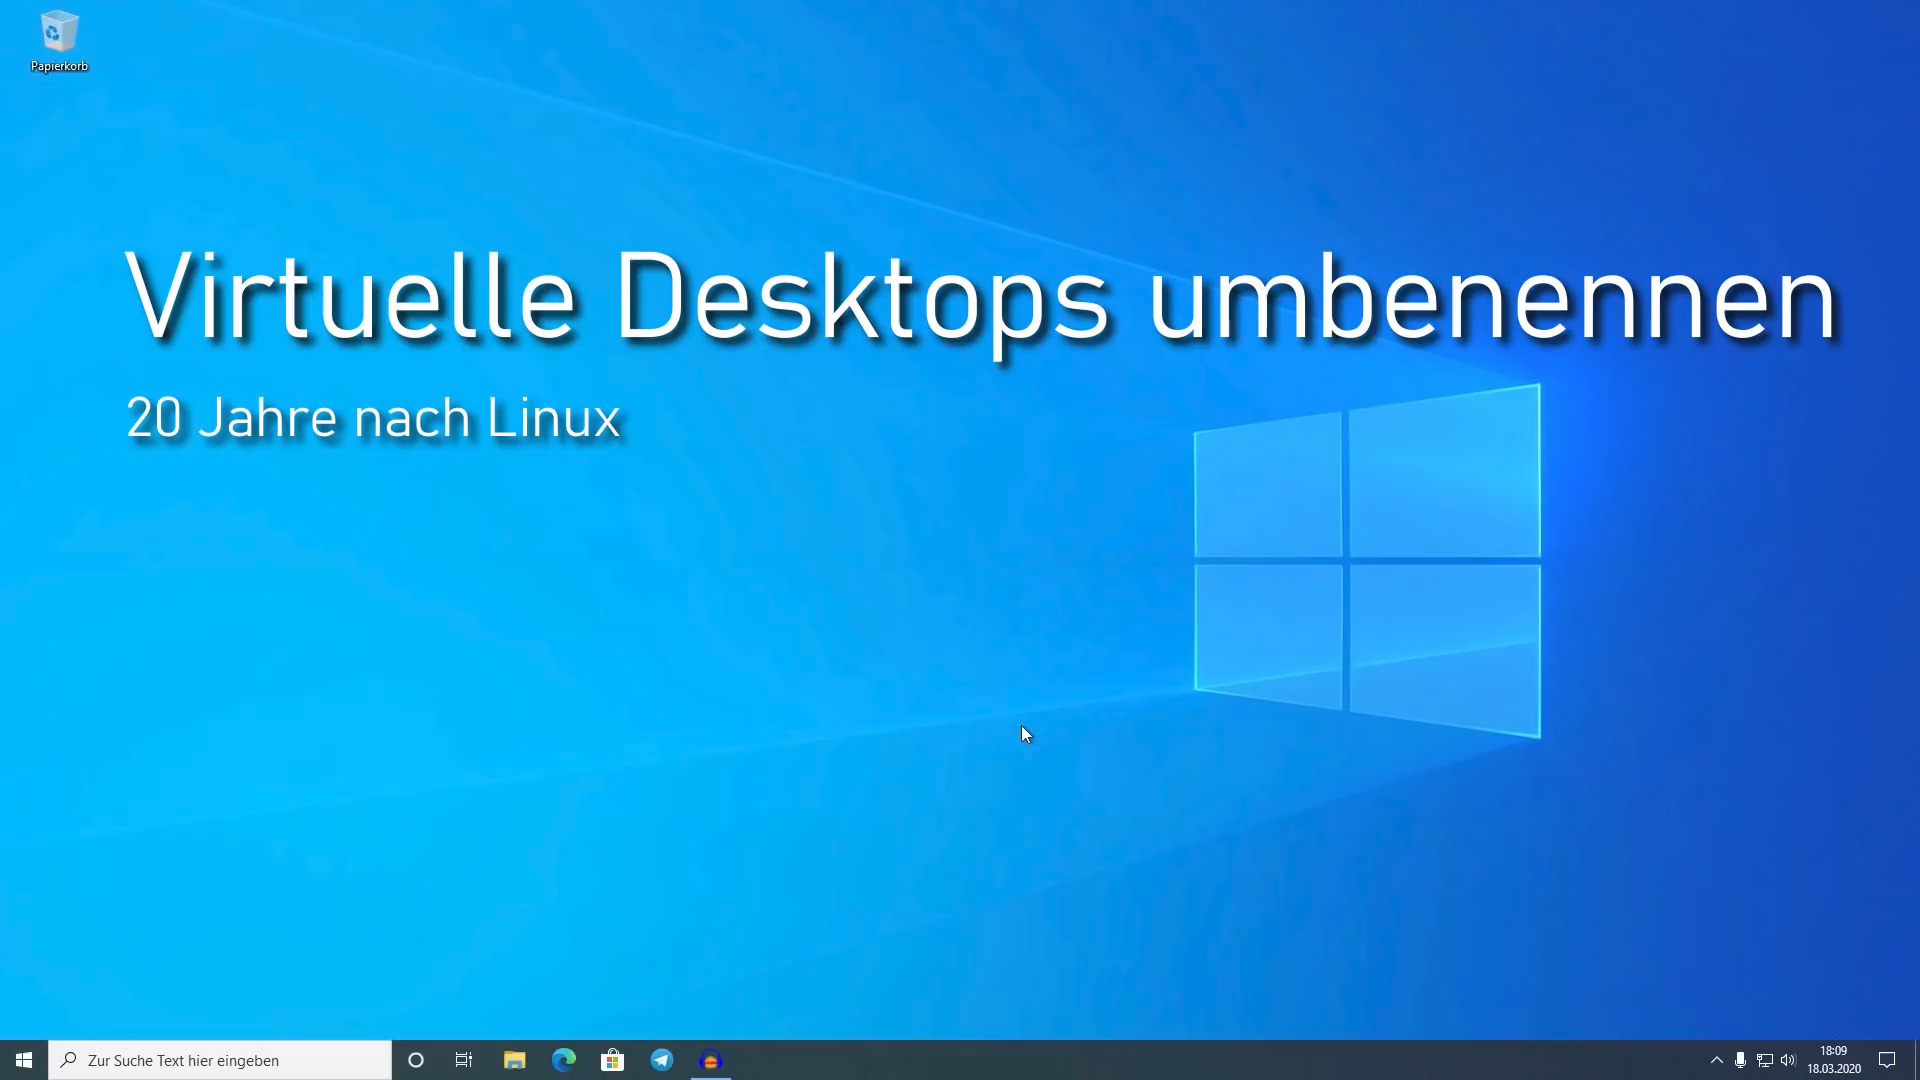 Papierkorb
Virtuelle Desktops umbenennen
20 Jahre nach Linux
Zur Suche Text hier eingeben
18:09
18.03.2020